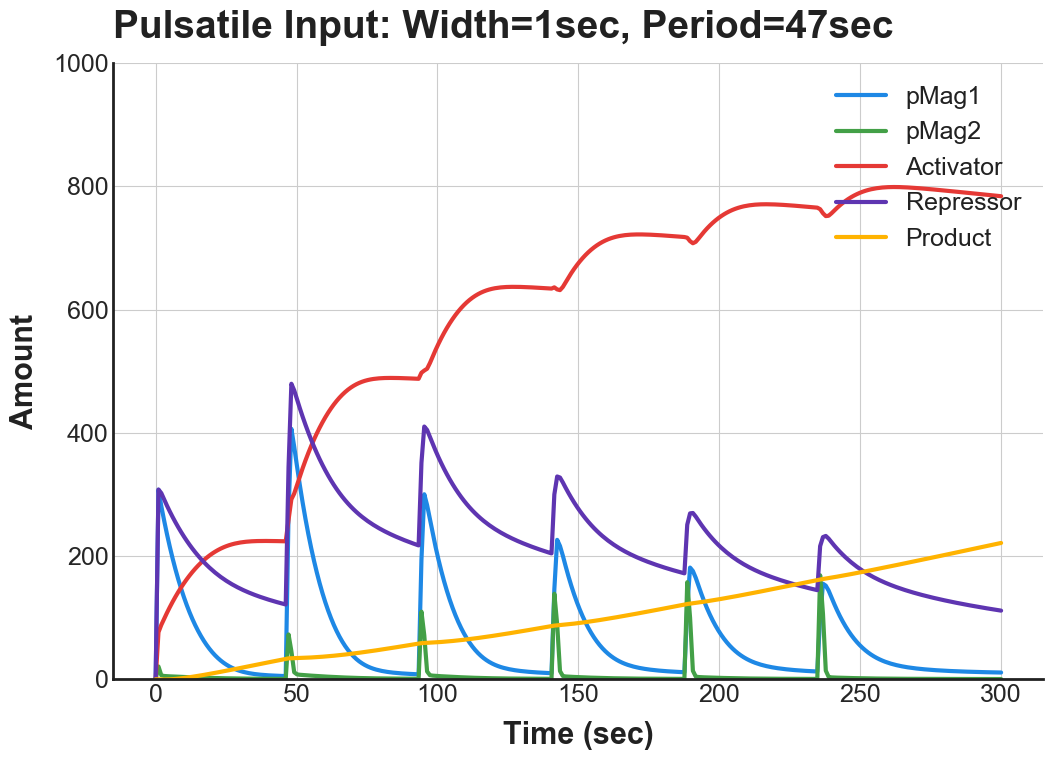 Pulsatile Input: Width=1sec, Period=47sec
1000
800
600
400
200
0
Amount
pMag1
pMag2
Activator
Repressor
Product
0 50 100 150 200 250 300
Time (sec)